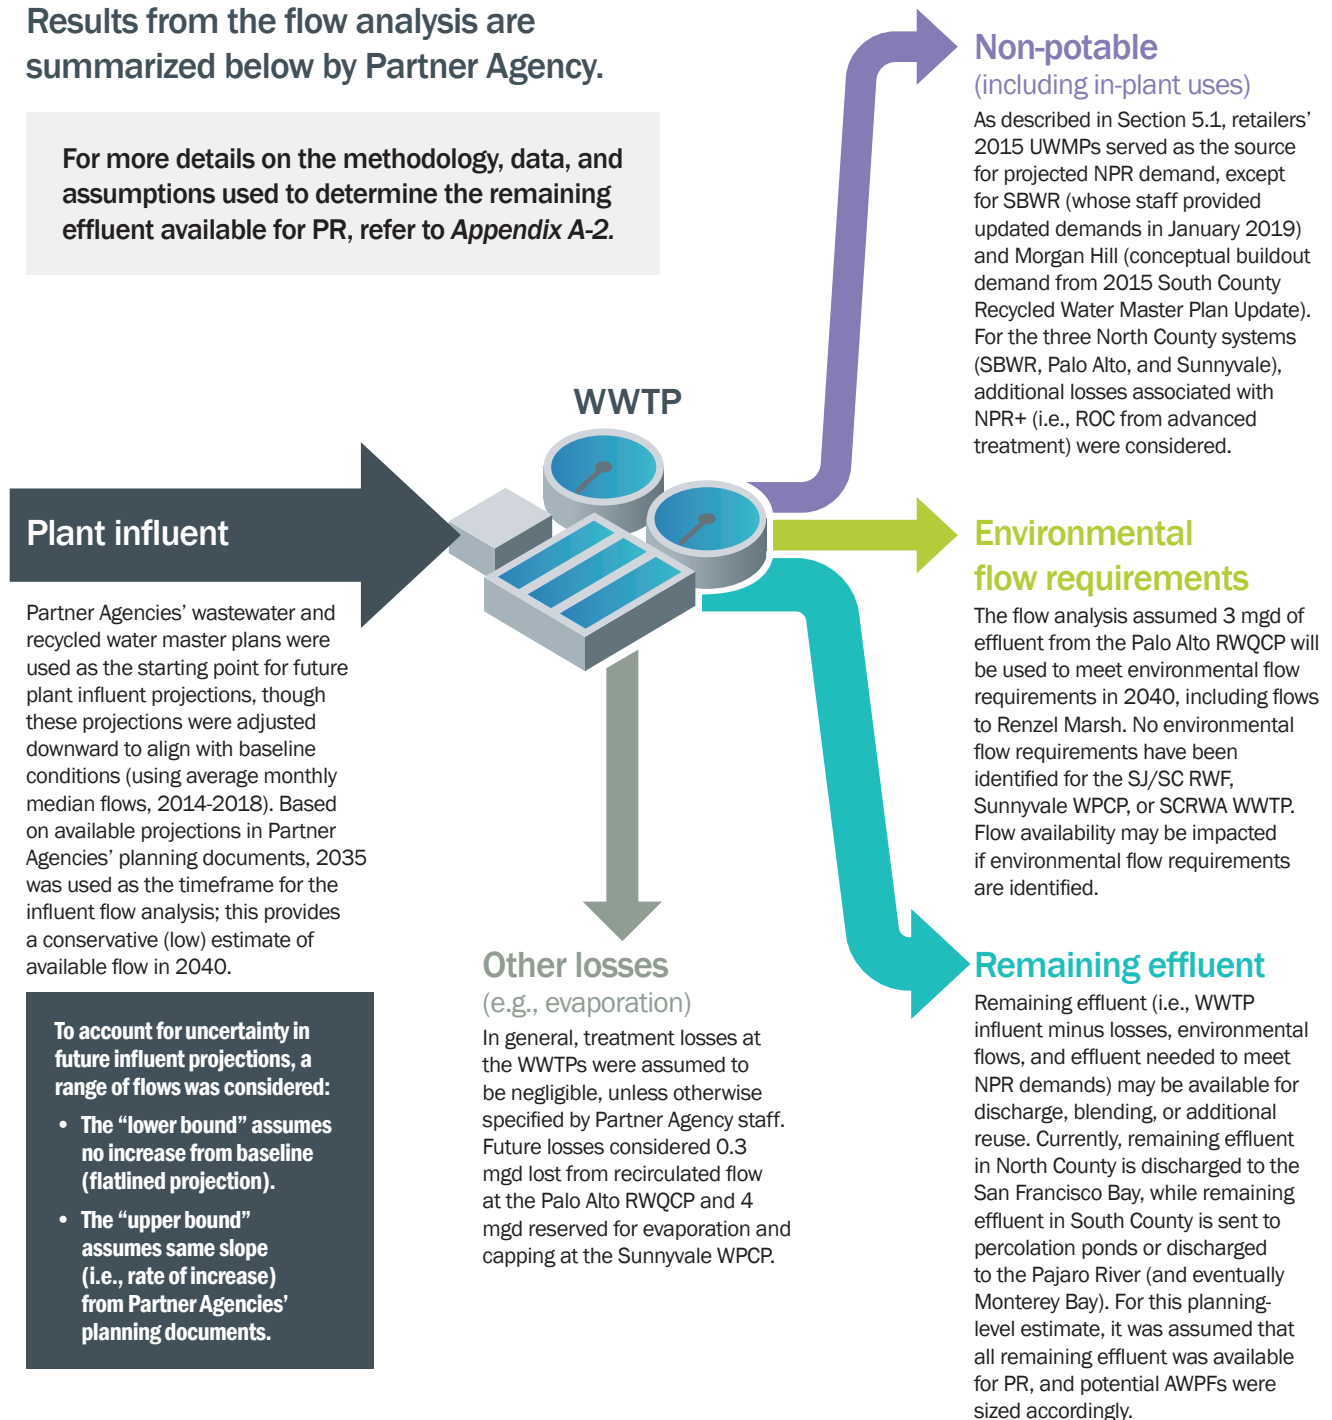 Results from the flow analysis are
summarized below by Partner Agency.
For more details on the methodology, data, and
assumptions used to determine the remaining
effluent available for PR, refer to Appendix A-2.
WWTP
Plant influent
Partner Agencies’ wastewater and
recycled water master plans were
used as the starting point for future
plant influent projections, though
these projections were adjusted
downward to align with baseline
conditions (using average monthly
median flows, 2014-2018). Based
on available projections in Partner
Agencies’ planning documents, 2035
was used as the timeframe for the
influent flow analysis; this provides
a conservative (low) estimate of
available flow in 2040.
To account for uncertainty in
future influent projections, a
range of flows was considered:
• The “lower bound” assumes
no increase from baseline
(flatlined projection).
• The “upper bound”
assumes same slope
(i.e., rate of increase)
from Partner Agencies’
planning documents.
Other losses
(e.g., evaporation)
In general, treatment losses at
the WWTPs were assumed to
be negligible, unless otherwise
specified by Partner Agency staff.
Future losses considered 0.3
mgd lost from recirculated flow
at the Palo Alto RWQCP and 4
mgd reserved for evaporation and
capping at the Sunnyvale WPCP.
Non-potable
(including in-plant uses)
As described in Section 5.1, retailers’
2015 UWMPs served as the source
for projected NPR demand, except
for SBWR (whose staff provided
updated demands in January 2019)
and Morgan Hill (conceptual buildout
demand from 2015 South County
Recycled Water Master Plan Update).
For the three North County systems
(SBWR, Palo Alto, and Sunnyvale),
additional losses associated with
NPR+ (i.e., ROC from advanced
treatment) were considered.
Environmental
flow requirements
The flow analysis assumed 3 mgd of
effluent from the Palo Alto RWQCP will
be used to meet environmental flow
requirements in 2040, including flows
to Renzel Marsh. No environmental
flow requirements have been
identified for the SJ/SC RWF,
Sunnyvale WPCP, or SCRWA WWTP.
Flow availability may be impacted
if environmental flow requirements
are identified.
Remaining effluent
Remaining effluent (i.e., WWTP
influent minus losses, environmental
flows, and effluent needed to meet
NPR demands) may be available for
discharge, blending, or additional
reuse. Currently, remaining effluent
in North County is discharged to the
San Francisco Bay, while remaining
effluent in South County is sent to
percolation ponds or discharged
to the Pajaro River (and eventually
Monterey Bay). For this planning-
level estimate, it was assumed that
all remaining effluent was available
for PR, and potential AWPFs were
sized accordingly.